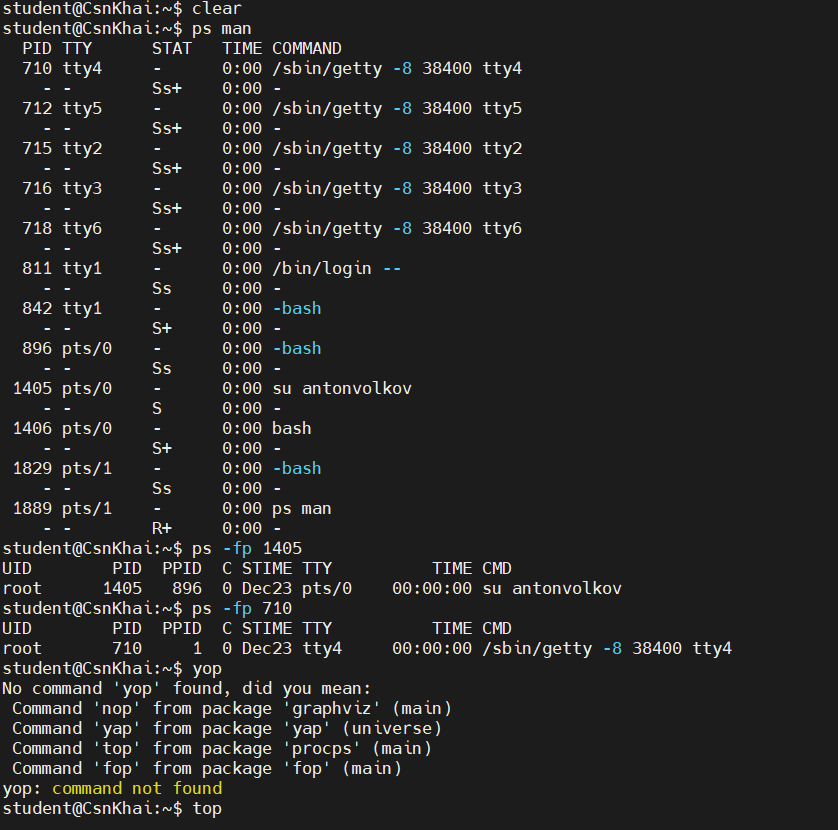 student@CsnKhai:~$ clear
student@CsnKhai:~$ ps man
  PID TTY      STAT   TIME COMMAND
  710 tty4     -      0:00 /sbin/getty -8 38400 tty4
    - -        Ss+    0:00 -
  712 tty5     -      0:00 /sbin/getty -8 38400 tty5
    - -        Ss+    0:00 -
  715 tty2     -      0:00 /sbin/getty -8 38400 tty2
    - -        Ss+    0:00 -
  716 tty3     -      0:00 /sbin/getty -8 38400 tty3
    - -        Ss+    0:00 -
  718 tty6     -      0:00 /sbin/getty -8 38400 tty6
    - -        Ss+    0:00 -
  811 tty1     -      0:00 /bin/login --
    - -        Ss     0:00 -
  842 tty1     -      0:00 -bash
    - -        S+     0:00 -
  896 pts/0    -      0:00 -bash
    - -        Ss     0:00 -
 1405 pts/0    -      0:00 su antonvolkov
    - -        S      0:00 -
 1406 pts/0    -      0:00 bash
    - -        S+     0:00 -
 1829 pts/1    -      0:00 -bash
    - -        Ss     0:00 -
 1889 pts/1    -      0:00 ps man
    - -        R+     0:00 -
student@CsnKhai:~$ ps -fp 1405
UID        PID  PPID  C STIME TTY          TIME CMD
root      1405   896  0 Dec23 pts/0    00:00:00 su antonvolkov
student@CsnKhai:~$ ps -fp 710
UID        PID  PPID  C STIME TTY          TIME CMD
root       710     1  0 Dec23 tty4     00:00:00 /sbin/getty -8 38400 tty4
student@CsnKhai:~$ yop
No command 'yop' found, did you mean:
 Command 'nop' from package 'graphviz' (main)
 Command 'yap' from package 'yap' (universe)
 Command 'top' from package 'procps' (main)
 Command 'fop' from package 'fop' (main)
yop: command not found
student@CsnKhai:~$ top